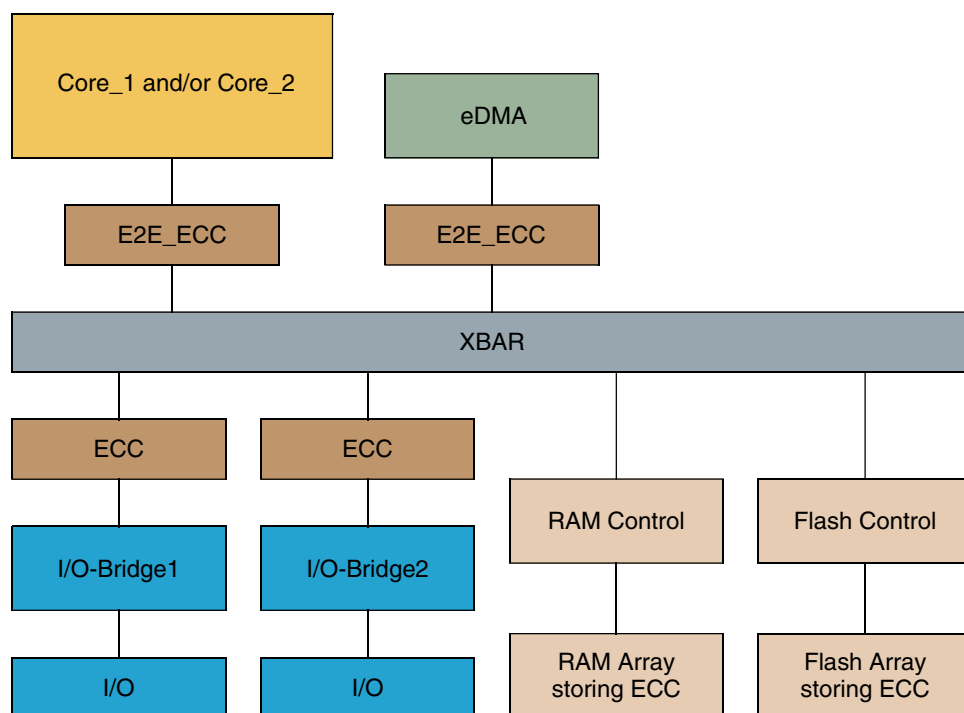 Core_1 and/or Core_2
eDMA
E2E_ECC
E2E_ECC
XBAR
ECC
ECC
RAM Control
Flash Control
I/O-Bridge1
I/O-Bridge2
I/O
I/O
RAM Array
storing ECC
Flash Array
storing ECC